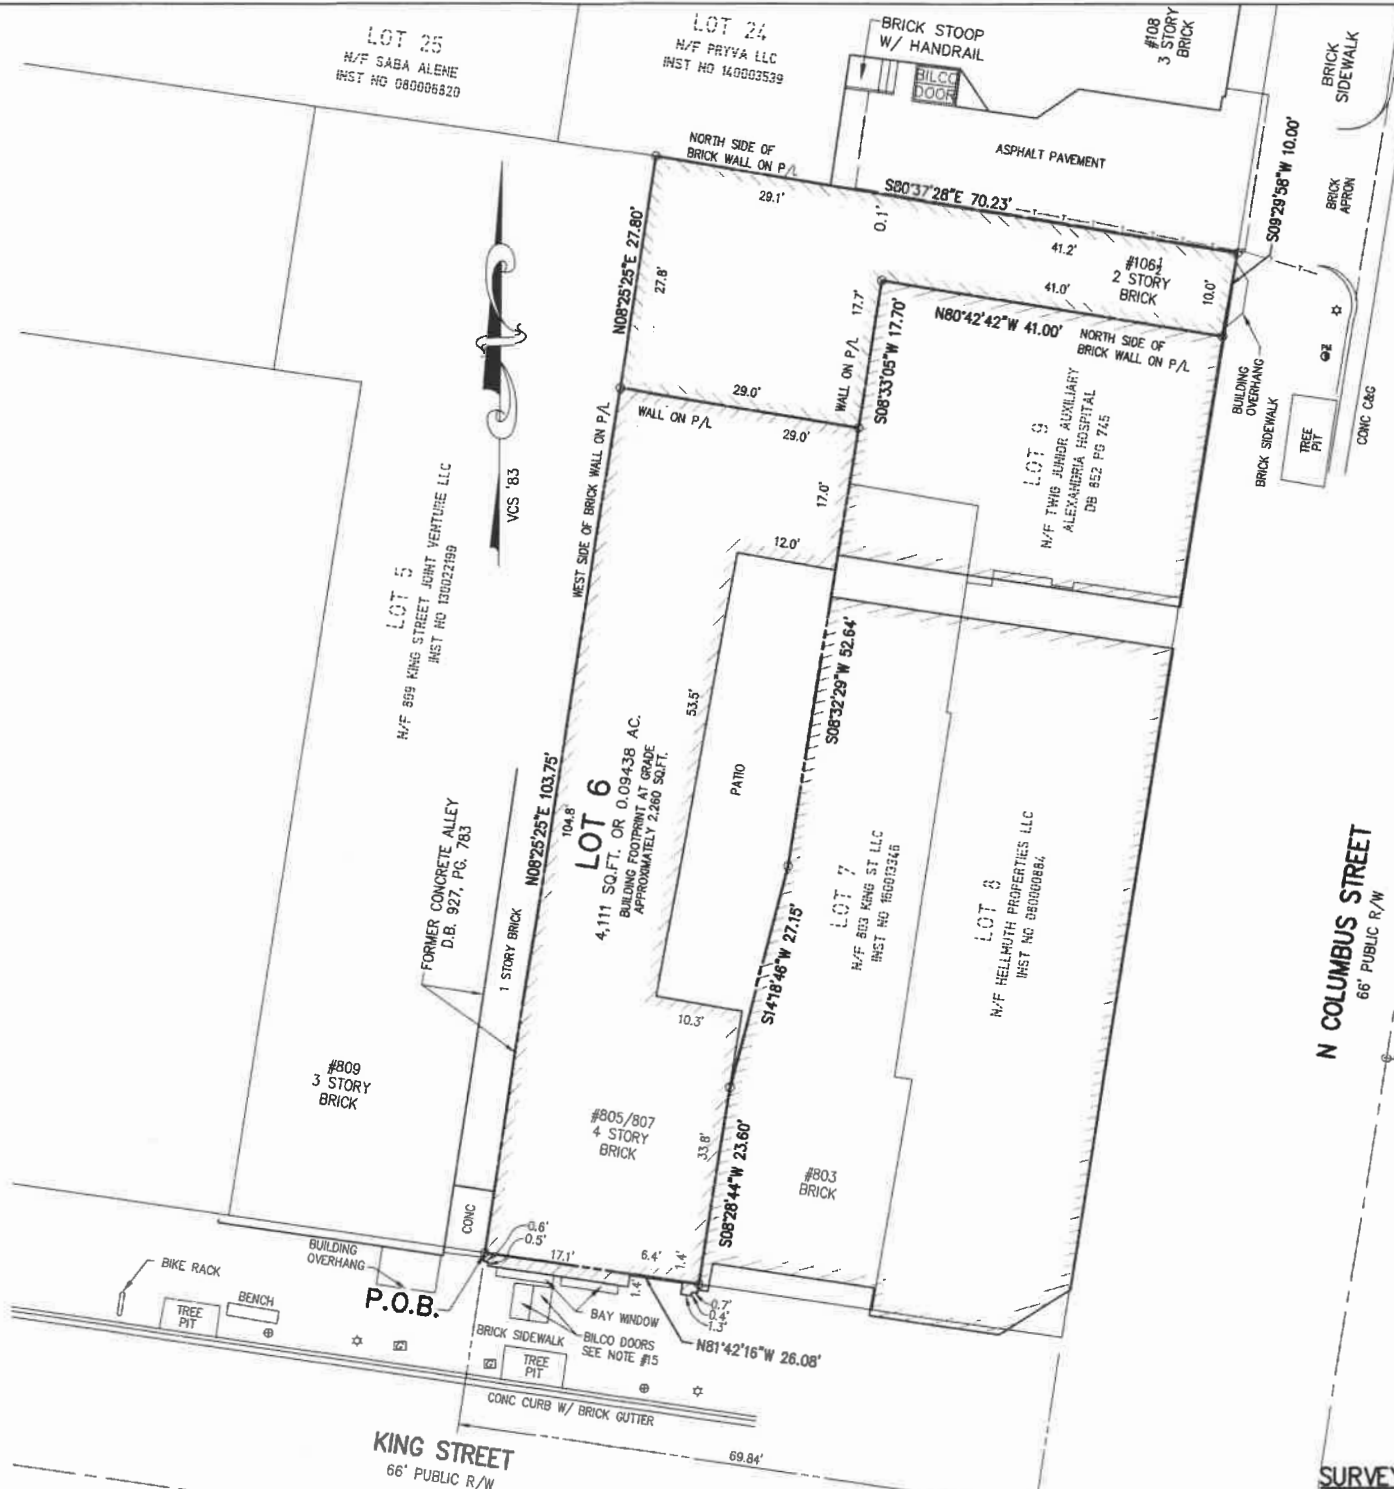 LOT 25
N/F SABA ALENE
INST NO 080006820
LOT 24
N/F PRYVA LLC
INST NO 140003539
BRICK STOOP
W/ HANDRAIL
BILCO
DOOR
#108
3 STORY
BRICK
BRICK
SIDEWALK
NORTH SIDE OF
BRICK WALL ON P/L
ASPHALT PAVEMENT
S09°29'58"W 10.00'
BRICK
APRON
29.1'
S80°37'28"E 70.23'
0.1'
41.2'
#106½
2 STORY
BRICK
10.0'
N08°25'25"E 27.80'
27.8'
17.7'
S08°33'05"W 17.70'
41.0'
N80°42'42"W 41.00'
NORTH SIDE OF
BRICK WALL ON P/L
WALL ON P/L
29.0'
WALL ON P/L
29.0'
BUILDING
OVERHANG
BRICK SIDEWALK
TREE
PIT
CONC C&G
VCS '83
WEST SIDE OF BRICK WALL ON P/L
17.0'
12.0'
LOT 9
N/F TWIG JUNIOR AUXILIARY
ALEXANDRIA HOSPITAL
DB 852 PG 745
LOT 5
N/F 809 KING STREET JOINT VENTURE LLC
INST NO 130022199
53.5'
S08°32'29"W 52.64'
PATIO
N08°25'25"E 103.75'
104.8'
LOT 6
4,111 SQ.FT. OR 0.09438 AC.
BUILDING FOOTPRINT AT GRADE
APPROXIMATELY 2,260 SQ.FT.
FORMER CONCRETE ALLEY
D.B. 927, PG. 783
1 STORY BRICK
S14°18'46"W 27.15'
LOT 7
N/F 803 KING ST LLC
INST NO 160013346
LOT 8
N/F HELLMUTH PROPERTIES LLC
INST NO 080000884
N COLUMBUS STREET
66' PUBLIC R/W
10.3'
#809
3 STORY
BRICK
#805/807
4 STORY
BRICK
33.8'
S08°28'44"W 23.60'
#803
BRICK
CONC
0.6'
0.5'
17.1'
6.4'
1.4'
1.4'
BUILDING
OVERHANG
BIKE RACK
BENCH
TREE
PIT
P.O.B.
BAY WINDOW
0.7'
0.4'
1.3'
BRICK SIDEWALK
BILCO DOORS
SEE NOTE #15
N81°42'16"W 26.08'
TREE
PIT
CONC CURB W/ BRICK GUTTER
KING STREET
66' PUBLIC R/W
69.84'
SURVEY